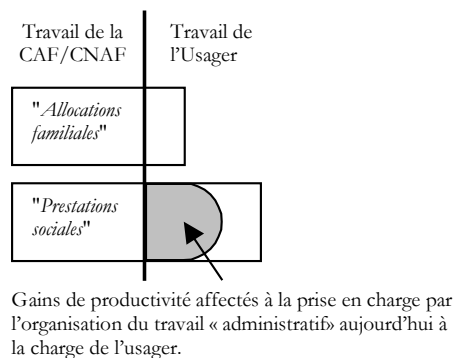 Travail de la
CAF/CNAF
Travail de
l'Usager
"Allocations
familiales"
"Prestations
sociales"
Gains de productivité affectés à la prise en charge par
l'organisation du travail « administratif» aujourd'hui à
la charge de l'usager.